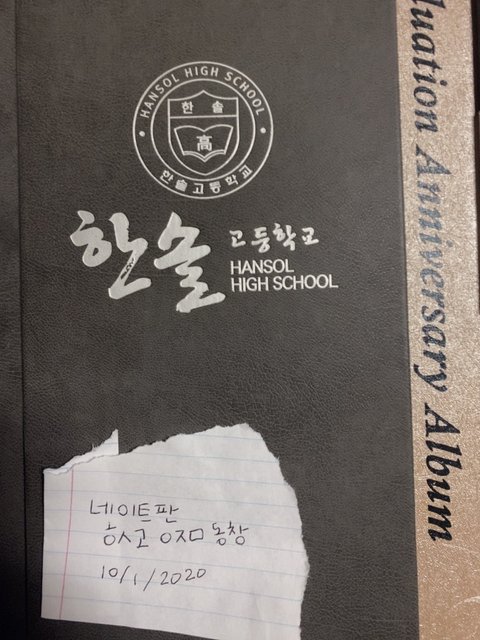 HANSOL HIGH SCHOOL
한 솔
高
한솔고등학교
한솔 고등학교
HANSOL
HIGH SCHOOL
luation Anniversary Album
네이트판
ㅎㅅ고 ㅇㅈㅁ 동창
10/1/2020